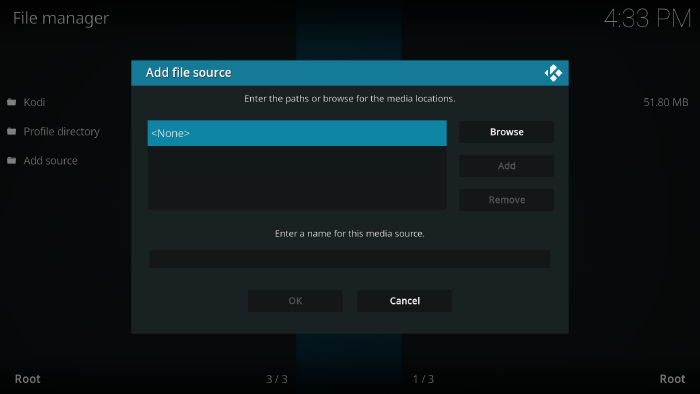 File manager
4:33 PM
Add file source
Enter the paths or browse for the media locations.
Kodi
51.80 MB
<None>
Browse
Profile directory
Add source
Add
Remove
Enter a name for this media source.
OK
Cancel
Root
3 / 3
1 / 3
Root